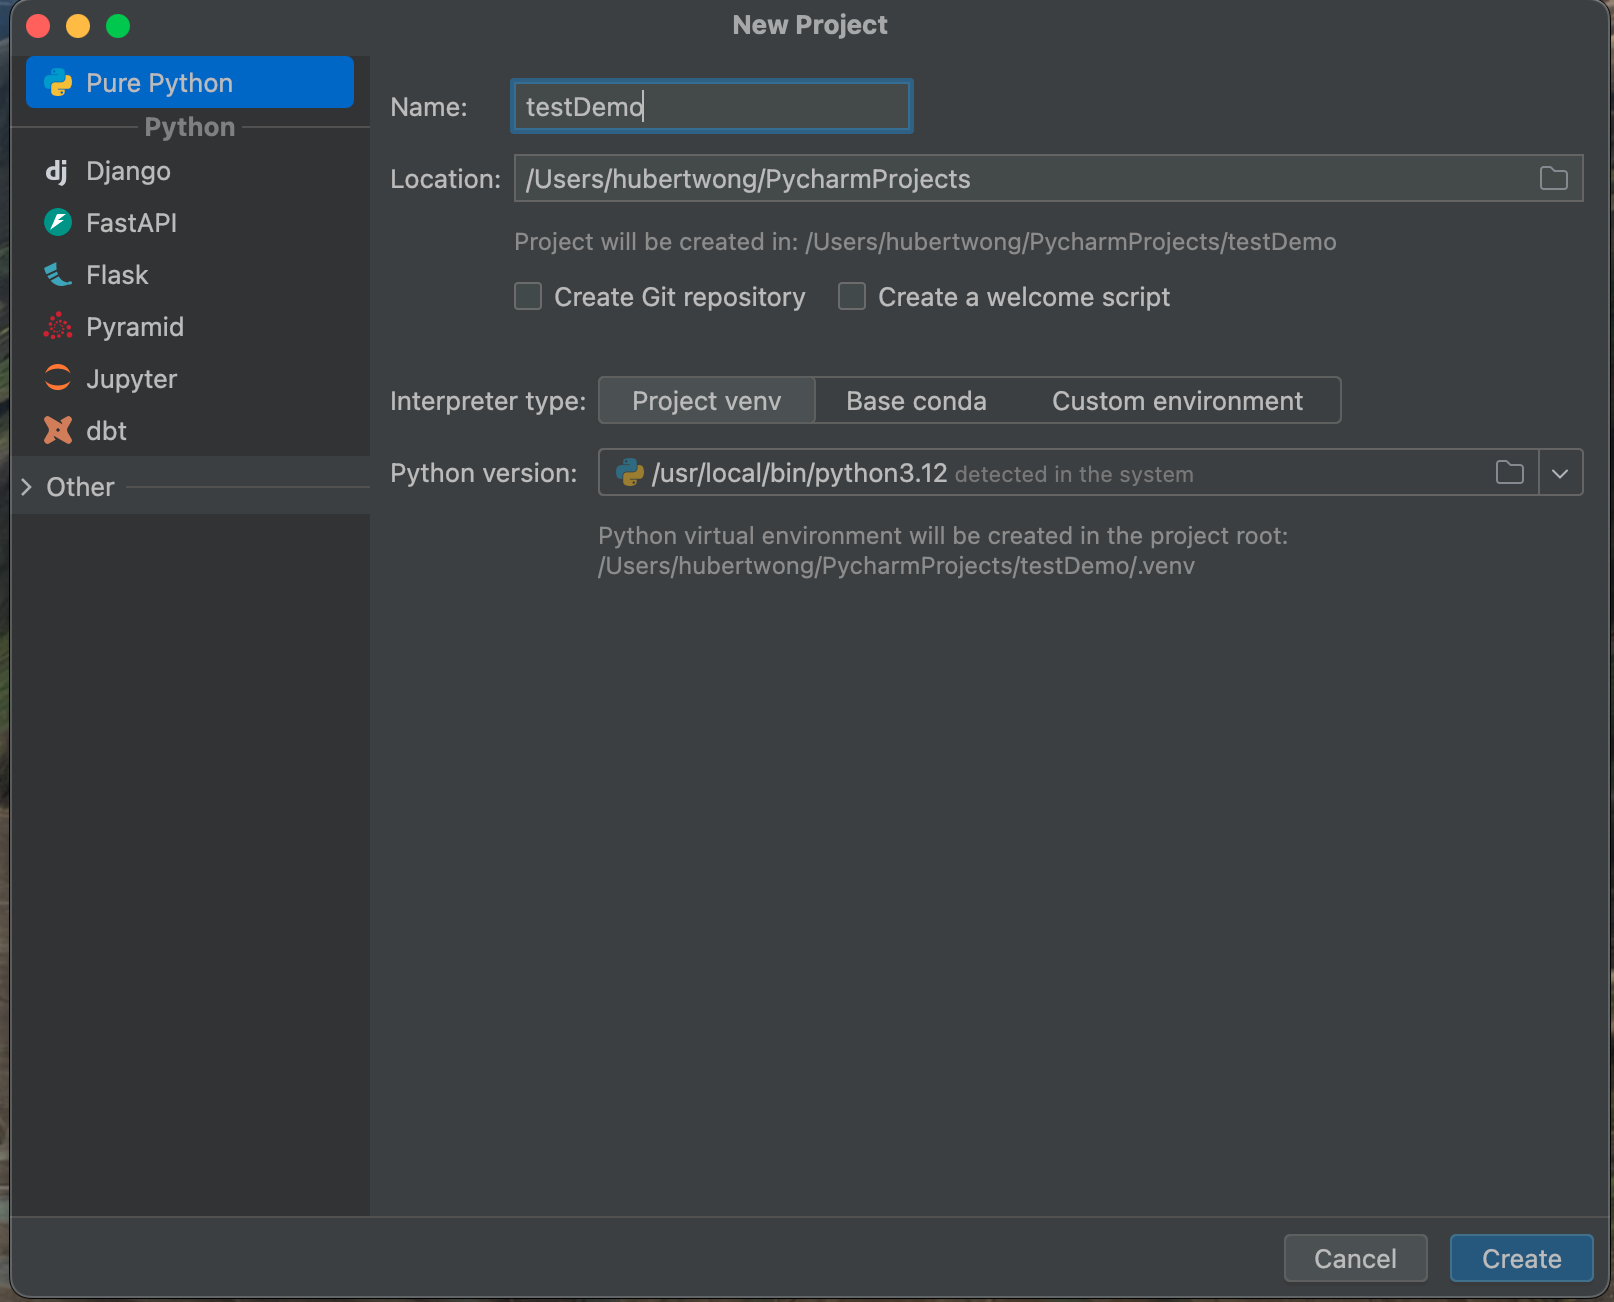 New Project
Pure Python
Python
dj Django
FastAPI
Flask
Pyramid
Jupyter
dbt
Other
Name: testDemo
Location: /Users/hubertwong/PycharmProjects
Project will be created in: /Users/hubertwong/PycharmProjects/testDemo
Create Git repository Create a welcome script
Interpreter type: Project venv Base conda Custom environment
Python version: /usr/local/bin/python3.12 detected in the system
Python virtual environment will be created in the project root:
/Users/hubertwong/PycharmProjects/testDemo/.venv
Cancel Create